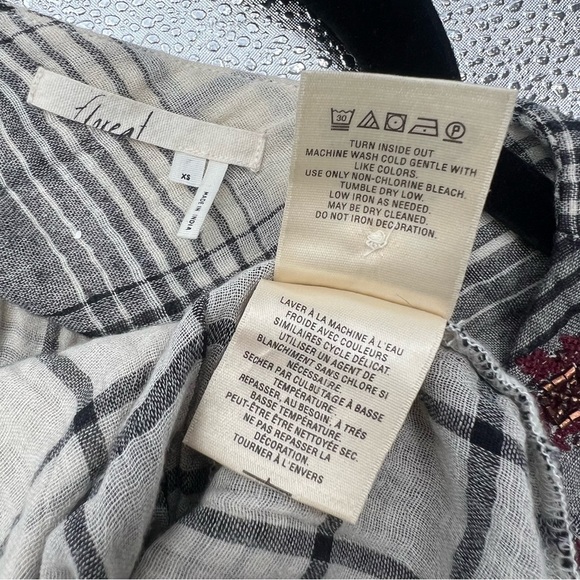 floreat
XS
MADE IN INDIA
30
P
TURN INSIDE OUT
MACHINE WASH COLD GENTLE WITH
LIKE COLORS.
USE ONLY NON-CHLORINE BLEACH.
TUMBLE DRY LOW.
LOW IRON AS NEEDED.
MAY BE DRY CLEANED.
DO NOT IRON DECORATION.
LAVER À LA MACHINE À L'EAU
FROIDE AVEC COULEURS
SIMILAIRES CYCLE DÉLICAT.
UTILISER UN AGENT DE
BLANCHIMENT SANS CHLORE SI
NÉCESSAIRE
SÉCHER PAR CULBUTAGE À BASSE
TEMPÉRATURE.
REPASSER, AU BESOIN, À TRÈS
BASSE TEMPÉRATURE.
PEUT-ÊTRE ÊTRE NETTOYÉE SEC.
NE PAS REPASSER LA
DÉCORATION
TOURNER À L'ENVERS